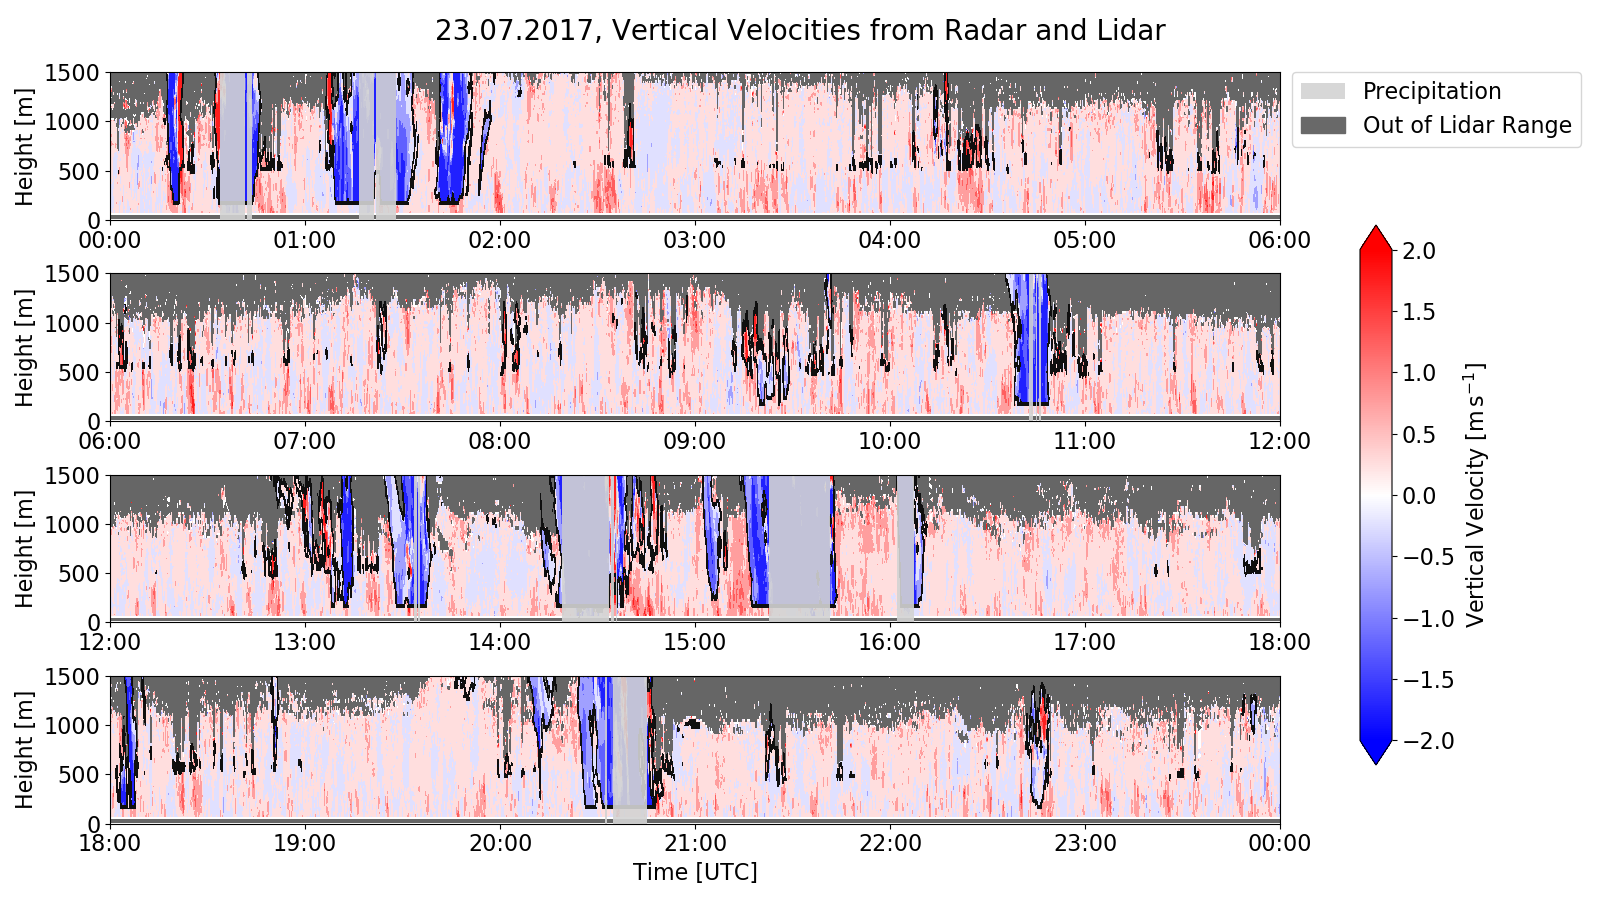 23.07.2017, Vertical Velocities from Radar and Lidar
Height [m]
1500
1000
500
0
00:00 01:00 02:00 03:00 04:00 05:00 06:00
Precipitation
Out of Lidar Range
Height [m]
1500
1000
500
0
06:00 07:00 08:00 09:00 10:00 11:00 12:00
Height [m]
1500
1000
500
0
12:00 13:00 14:00 15:00 16:00 17:00 18:00
Height [m]
1500
1000
500
0
18:00 19:00 20:00 21:00 22:00 23:00 00:00
Time [UTC]
2.0
1.5
1.0
0.5
0.0
−0.5
−1.0
−1.5
−2.0
Vertical Velocity [m s⁻¹]